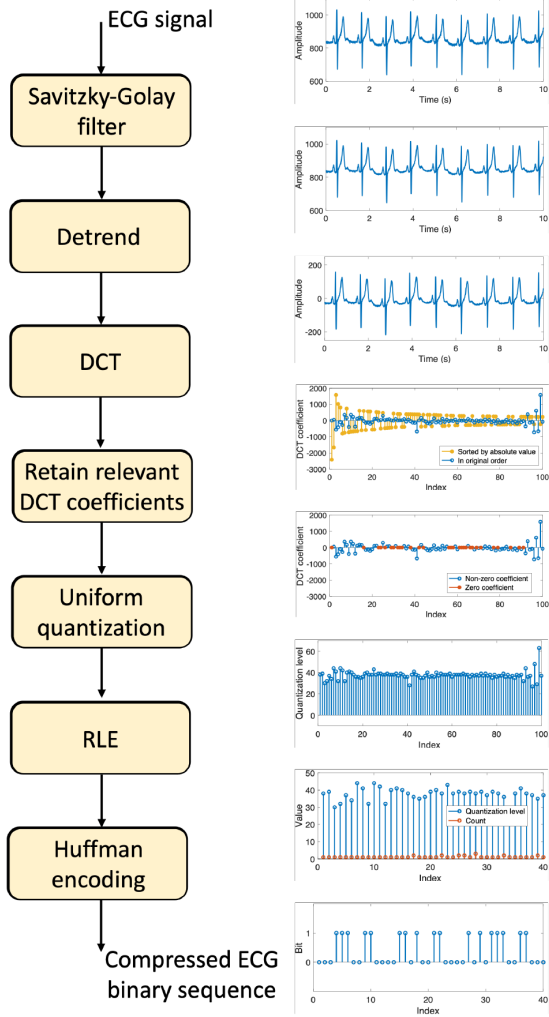 ECG signal
Savitzky-Golay
filter
Detrend
DCT
Retain relevant
DCT coefficients
Uniform
quantization
RLE
Huffman
encoding
Compressed ECG
binary sequence
1000
800
600
Amplitude
0 2 4 6 8 10
Time (s)
1000
800
600
Amplitude
0 2 4 6 8 10
Time (s)
200
0
-200
Amplitude
0 2 4 6 8 10
Time (s)
2000
1000
0
-1000
-2000
-3000
DCT coefficient
Sorted by absolute value
In original order
0 20 40 60 80 100
Index
2000
1000
0
-1000
-2000
-3000
DCT coefficient
Non-zero coefficient
Zero coefficient
0 20 40 60 80 100
Index
60
40
20
0
Quantization level
0 20 40 60 80 100
Index
50
40
30
20
10
0
Value
Quantization level
Count
0 10 20 30 40
Index
1
0
Bit
0 10 20 30 40
Index